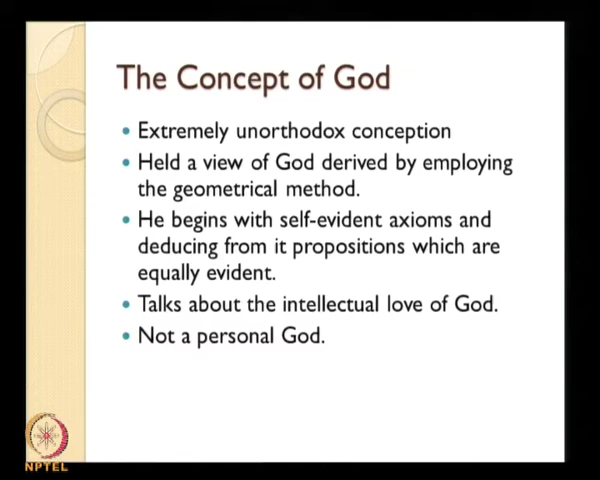 The Concept of God
• Extremely unorthodox conception
• Held a view of God derived by employing
the geometrical method.
• He begins with self-evident axioms and
deducing from it propositions which are
equally evident.
• Talks about the intellectual love of God.
• Not a personal God.
NPTEL